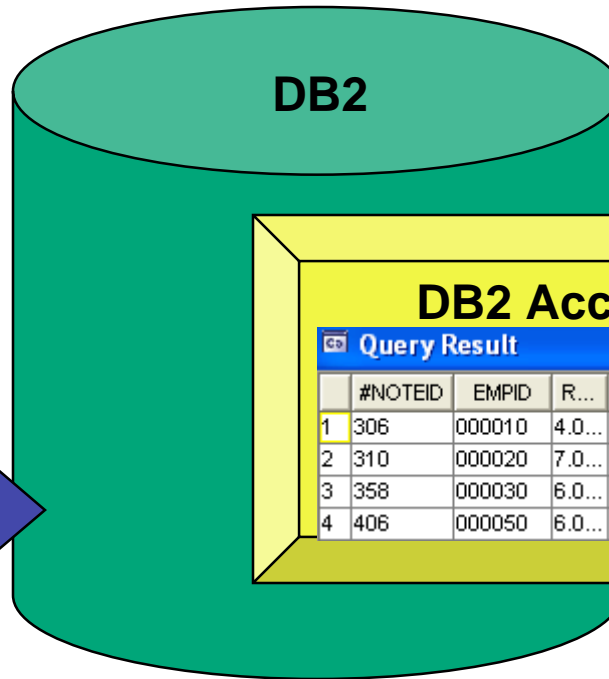 DB2
DB2 Acc
Query Result
#NOTEID EMPID R...
1 306 000010 4.0...
2 310 000020 7.0...
3 358 000030 6.0...
4 406 000050 6.0...